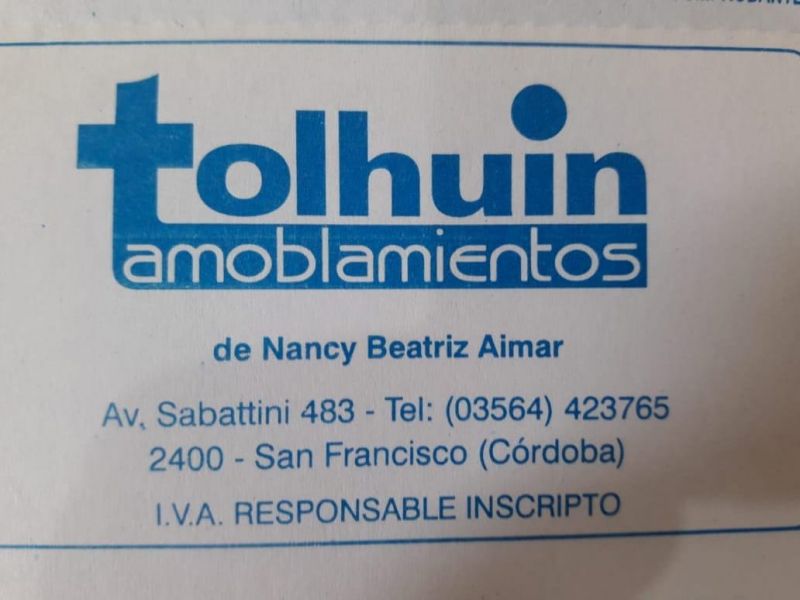 tolhuin
amoblamientos
de Nancy Beatriz Aimar
Av. Sabattini 483 - Tel: (03564) 423765
2400 - San Francisco (Córdoba)
I.V.A. RESPONSABLE INSCRIPTO